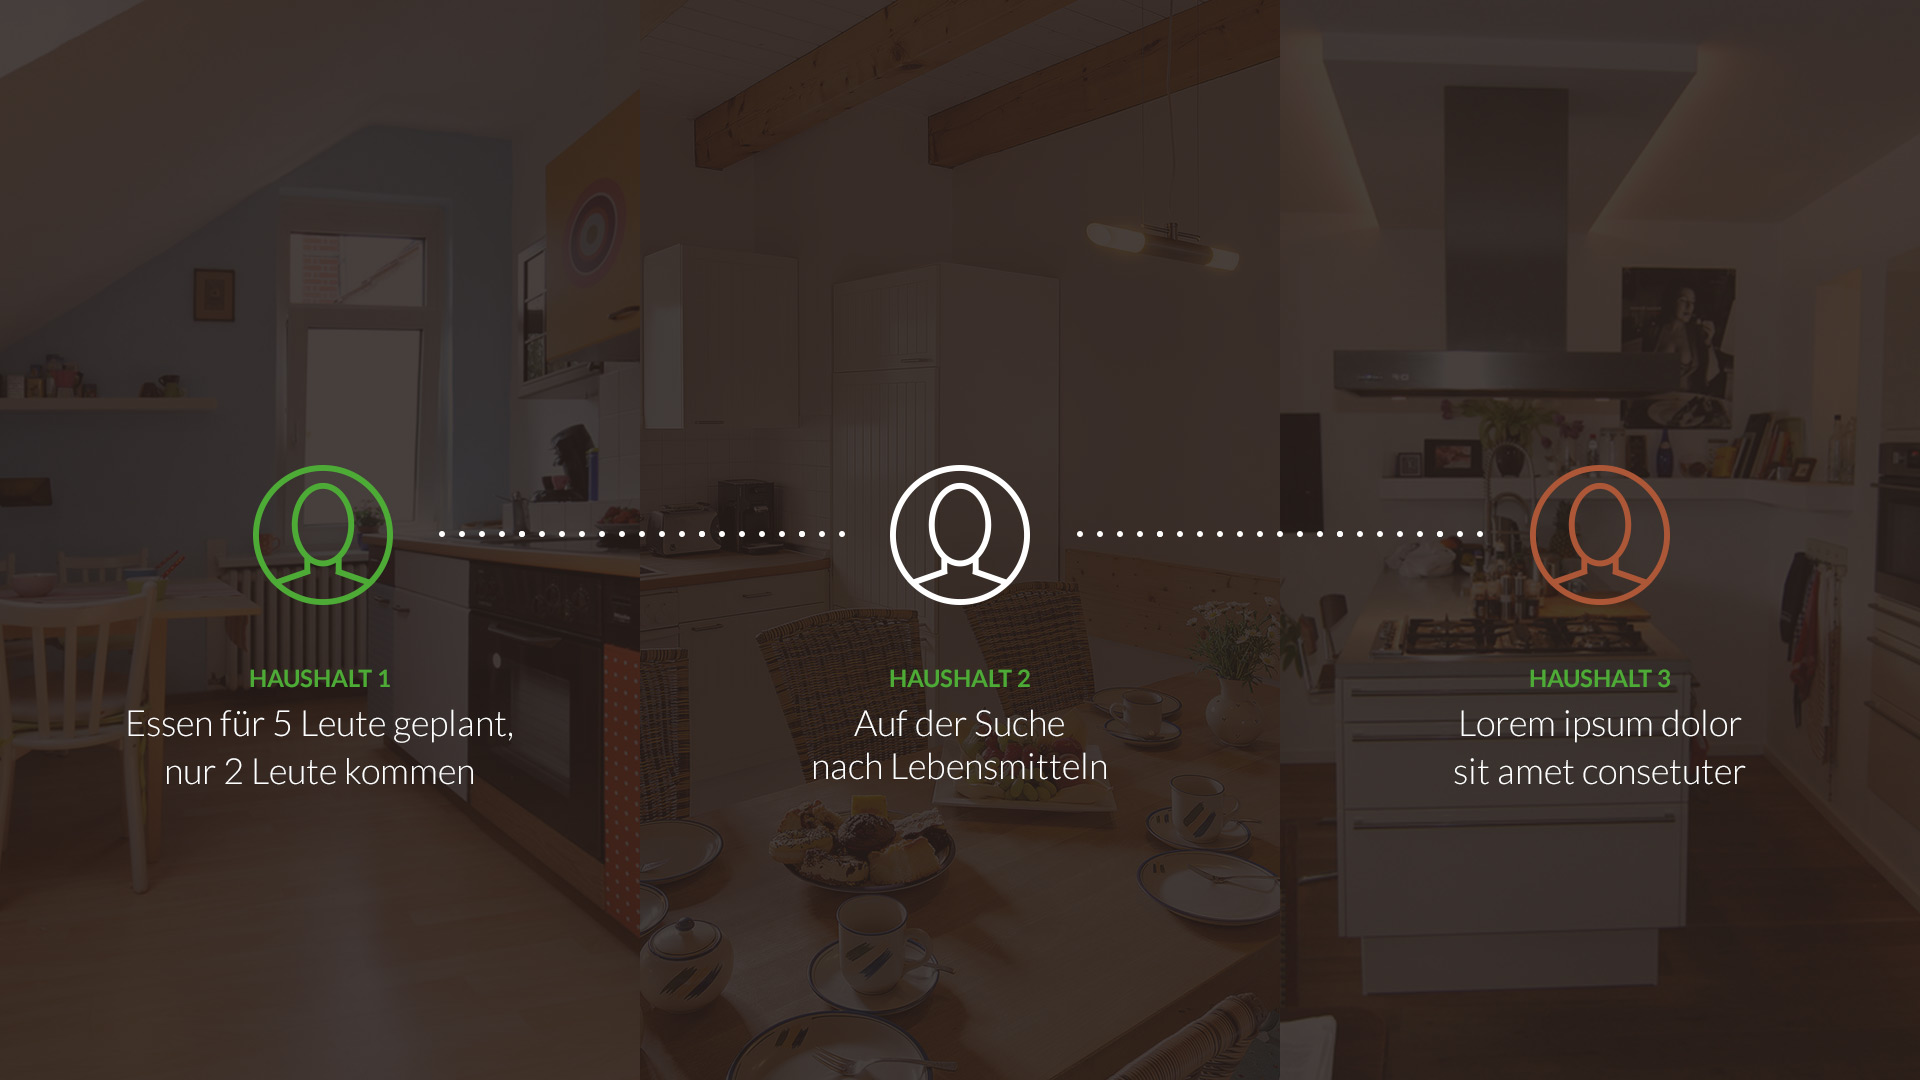 HAUSHALT 1
Essen für 5 Leute geplant,
nur 2 Leute kommen
HAUSHALT 2
Auf der Suche
nach Lebensmitteln
HAUSHALT 3
Lorem ipsum dolor
sit amet consetuter